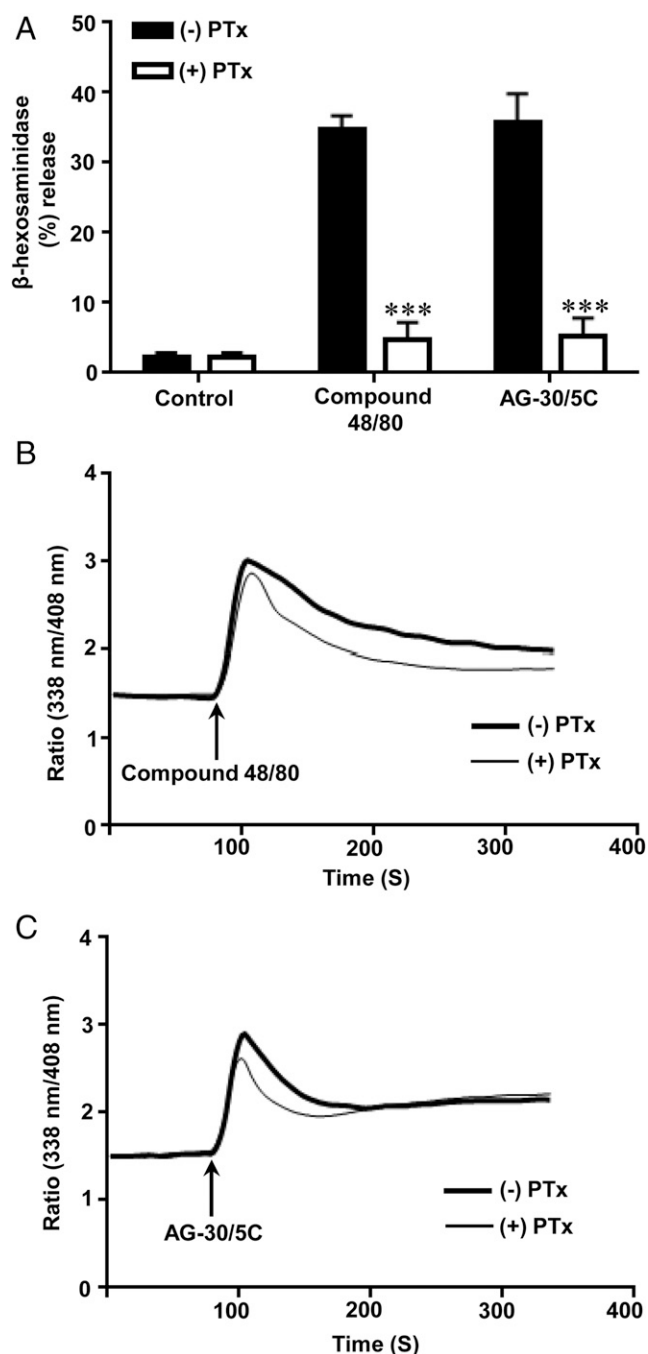 A
(-) PTx
(+) PTx
β-hexosaminidase
(%) release
50
40
30
20
10
0
***
***
Control
Compound
48/80
AG-30/5C
B
Ratio (338 nm/408 nm)
4
3
2
1
0
Compound 48/80
(-) PTx
(+) PTx
100
200
300
400
Time (S)
C
Ratio (338 nm/408 nm)
4
3
2
1
0
AG-30/5C
(-) PTx
(+) PTx
100
200
300
400
Time (S)